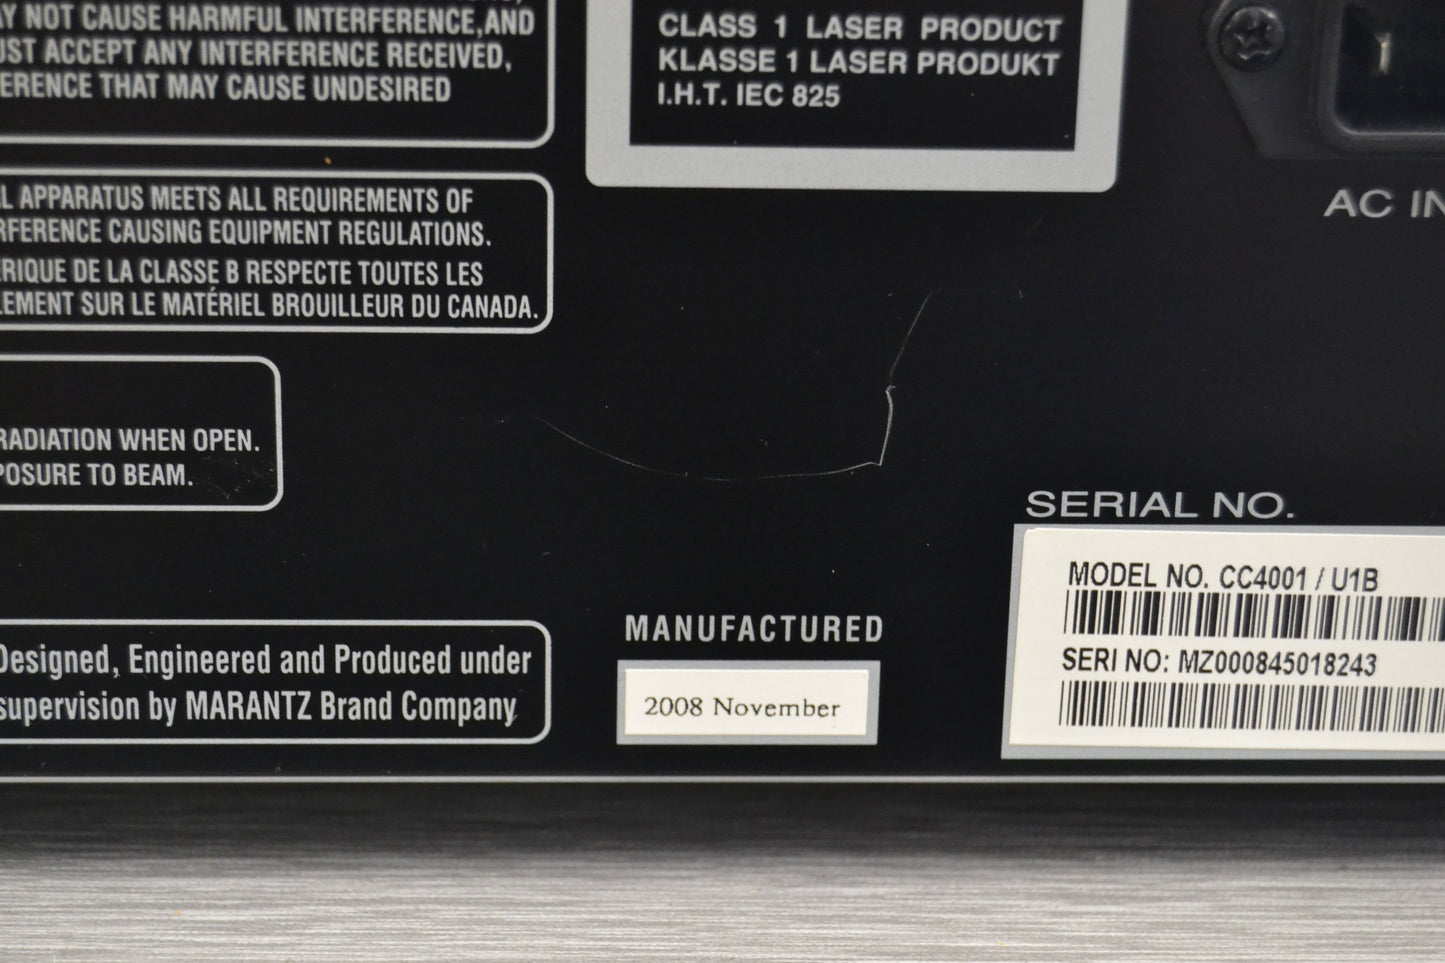 Y NOT CAUSE HARMFUL INTERFERENCE,AND
UST ACCEPT ANY INTERFERENCE RECEIVED,
ERENCE THAT MAY CAUSE UNDESIRED
CLASS 1 LASER PRODUCT
KLASSE 1 LASER PRODUKT
I.H.T. IEC 825
AC IN
L APPARATUS MEETS ALL REQUIREMENTS OF
RFERENCE CAUSING EQUIPMENT REGULATIONS.
ÉRIQUE DE LA CLASSE B RESPECTE TOUTES LES
LEMENT SUR LE MATÉRIEL BROUILLEUR DU CANADA.
RADIATION WHEN OPEN.
POSURE TO BEAM.
SERIAL NO.
MODEL NO. CC4001 / U1B
SERI NO: MZ000845018243
MANUFACTURED
2008 November
Designed, Engineered and Produced under
supervision by MARANTZ Brand Company